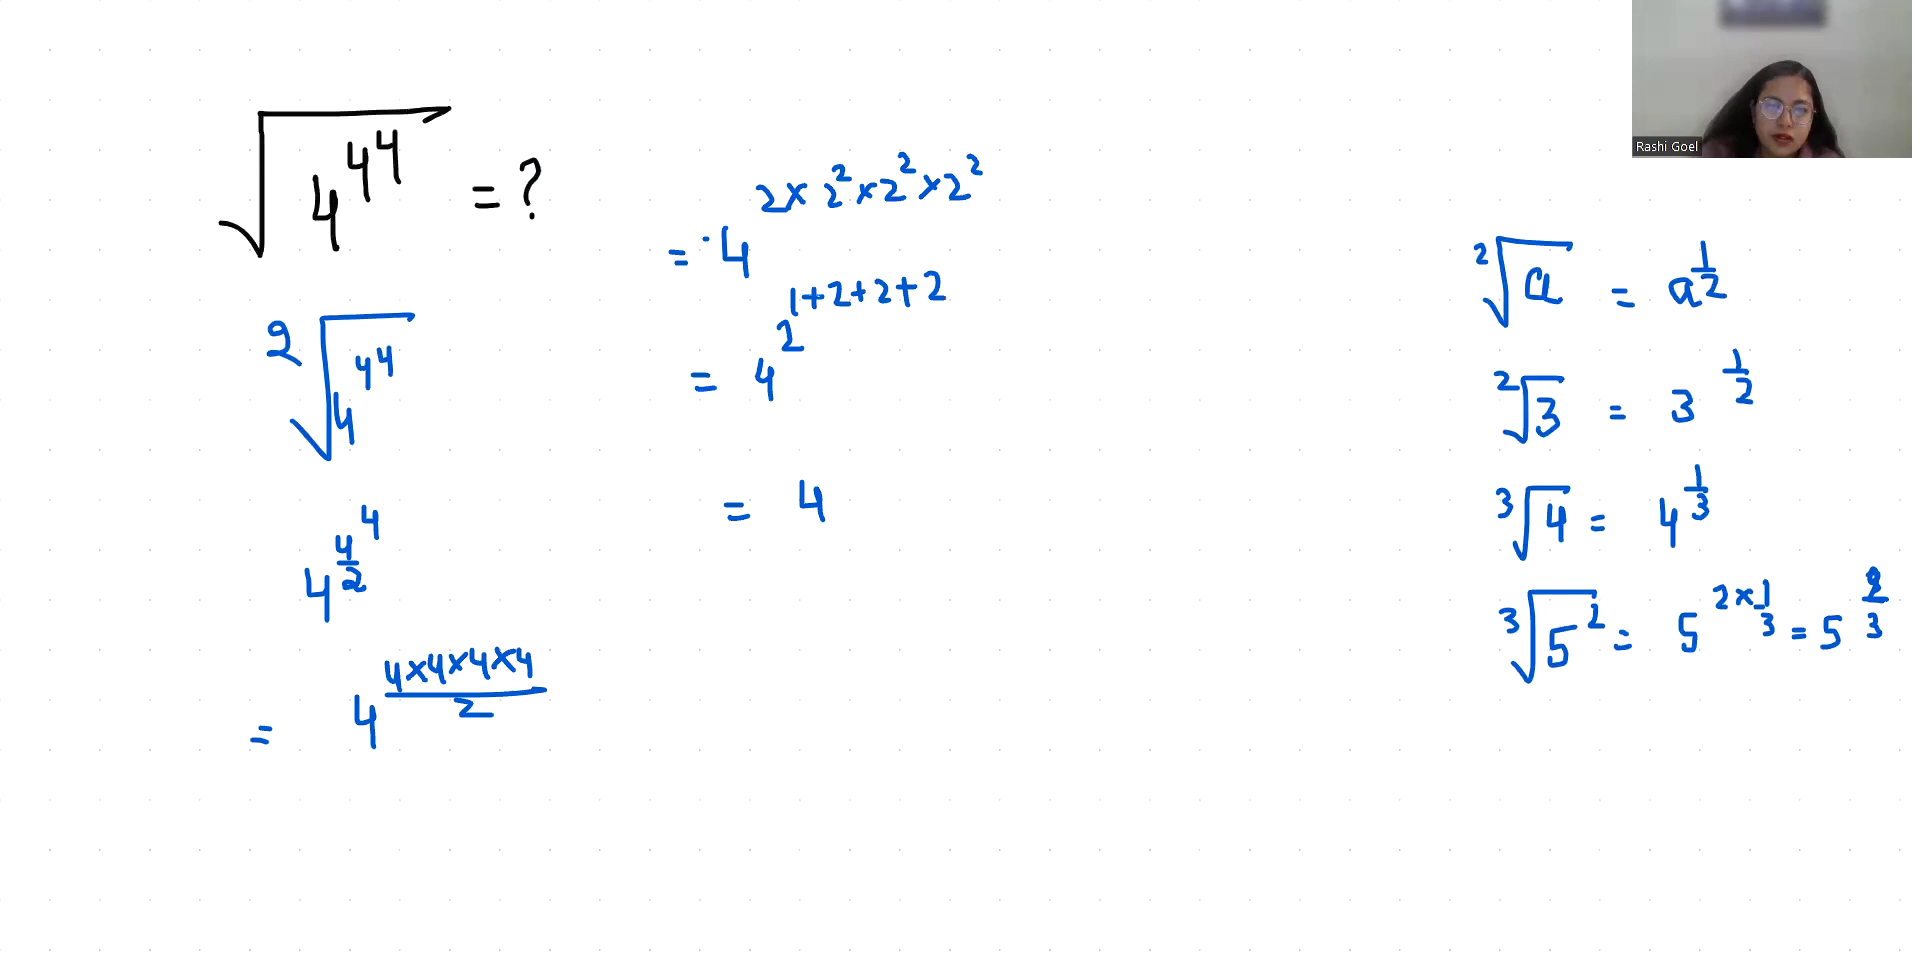 √4^4^4 = ?
2√4^4^4
4^4/2^4
= 4^4×4×4×4/2
= 4^2×2^2×2^2×2^2
= 4^2^1+2+2+2
= 4
Rashi Goel
2√a = a^1/2
2√3 = 3^1/2
3√4 = 4^1/3
3√5^2 = 5^2×1/3 = 5^2/3